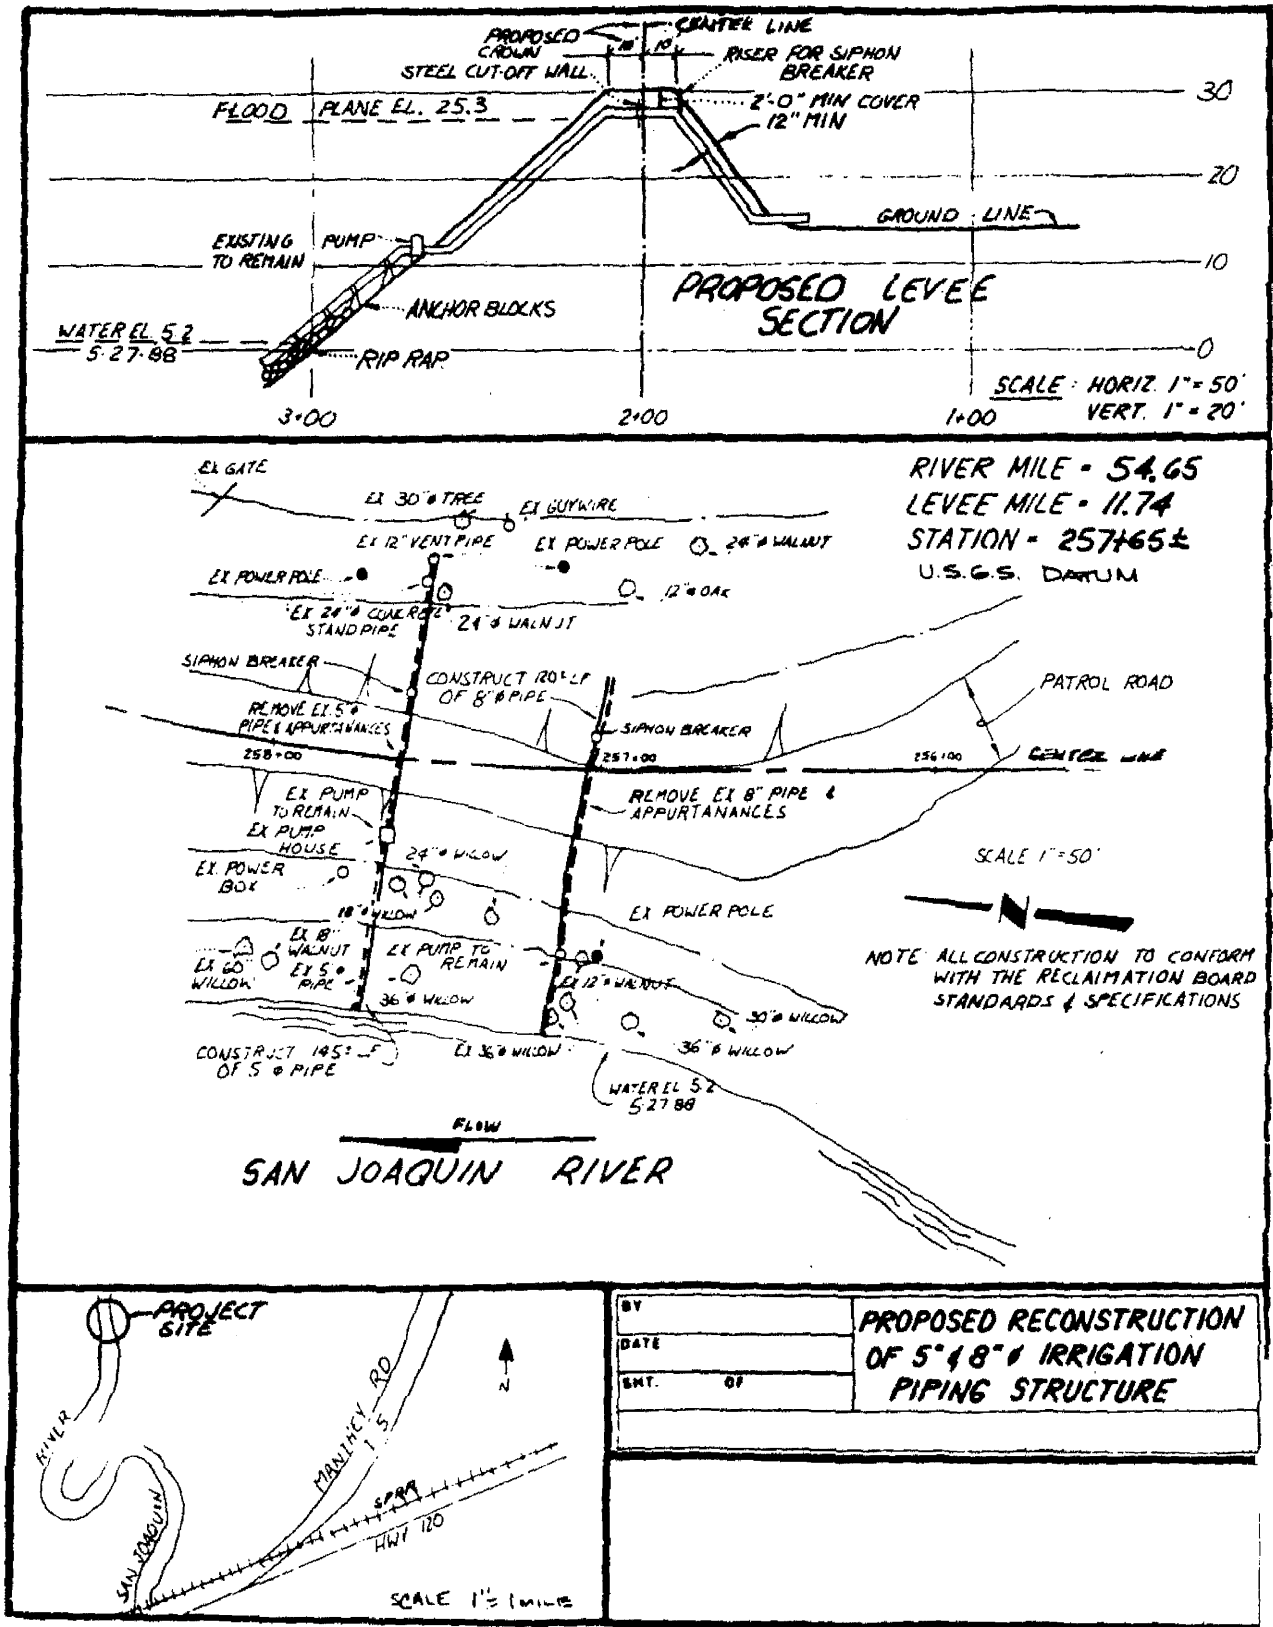 PROPOSED
CROWN
CENTER LINE
10' 10'
STEEL CUT-OFF WALL
RISER FOR SIPHON
BREAKER
30
FLOOD PLANE EL. 25.3
2'-0" MIN COVER
12" MIN
20
GROUND LINE
EXISTING PUMP
TO REMAIN
10
PROPOSED LEVEE
SECTION
ANCHOR BLOCKS
WATER EL 5.2
5-27-88
RIP RAP
0
SCALE: HORIZ. 1"=50'
VERT. 1"=20'
3+00
2+00
1+00
RIVER MILE - 54.65
LEVEE MILE - 11.74
STATION - 257+65±
U.S.G.S. DATUM
EX GATE
EX 30"φ TREE
EX GUYWIRE
EX 12" VENT PIPE
EX POWER POLE
24"φ WALNUT
EX POWER POLE
12"φ OAK
EX 24"φ CONCRETE
STANDPIPE
24"φ WALNUT
SIPHON BREAKER
CONSTRUCT 120± LF
OF 8"φ PIPE
PATROL ROAD
REMOVE EX 5"φ
PIPE & APPURTANANCES
SIPHON BREAKER
258+00
257+00
256+00
CENTER LINE
EX PUMP
TO REMAIN
REMOVE EX 8" PIPE &
APPURTANANCES
EX PUMP
HOUSE
24"φ WILLOW
SCALE 1"=50'
EX POWER
BOX
18"φ WILLOW
EX POWER POLE
N
EX 18"
WALNUT
EX PUMP TO
REMAIN
EX 60"
WILLOW
EX 5"φ
PIPE
36"φ WILLOW
EX 12"φ WALNUT
NOTE: ALL CONSTRUCTION TO CONFORM
WITH THE RECLAIMATION BOARD
STANDARDS & SPECIFICATIONS
30"φ WILLOW
CONSTRUCT 145± LF
OF 5"φ PIPE
EX 36"φ WILLOW
36"φ WILLOW
WATER EL 5.2
5-27-88
FLOW
SAN JOAQUIN RIVER
PROJECT
SITE
N
MANTHEY RD
I 5
RIVER
SAN JOAQUIN
SPRR
HWY 120
SCALE 1"=1 MILE
BY
DATE
SHT. OF
PROPOSED RECONSTRUCTION
OF 5" & 8"φ IRRIGATION
PIPING STRUCTURE